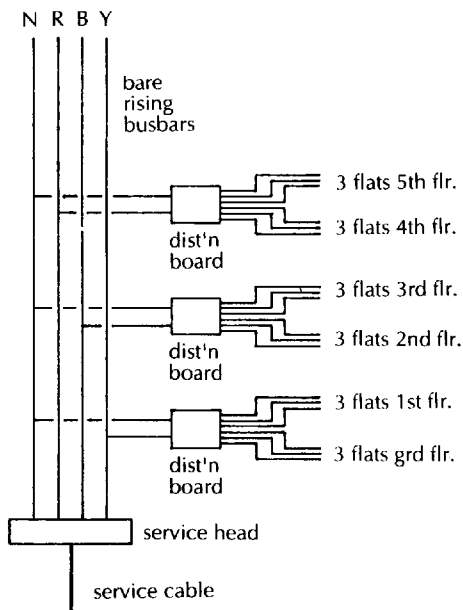 N R B Y
bare
rising
busbars
3 flats 5th flr.
3 flats 4th flr.
dist'n
board
3 flats 3rd flr.
3 flats 2nd flr.
dist'n
board
3 flats 1st flr.
3 flats grd flr.
dist'n
board
service head
service cable